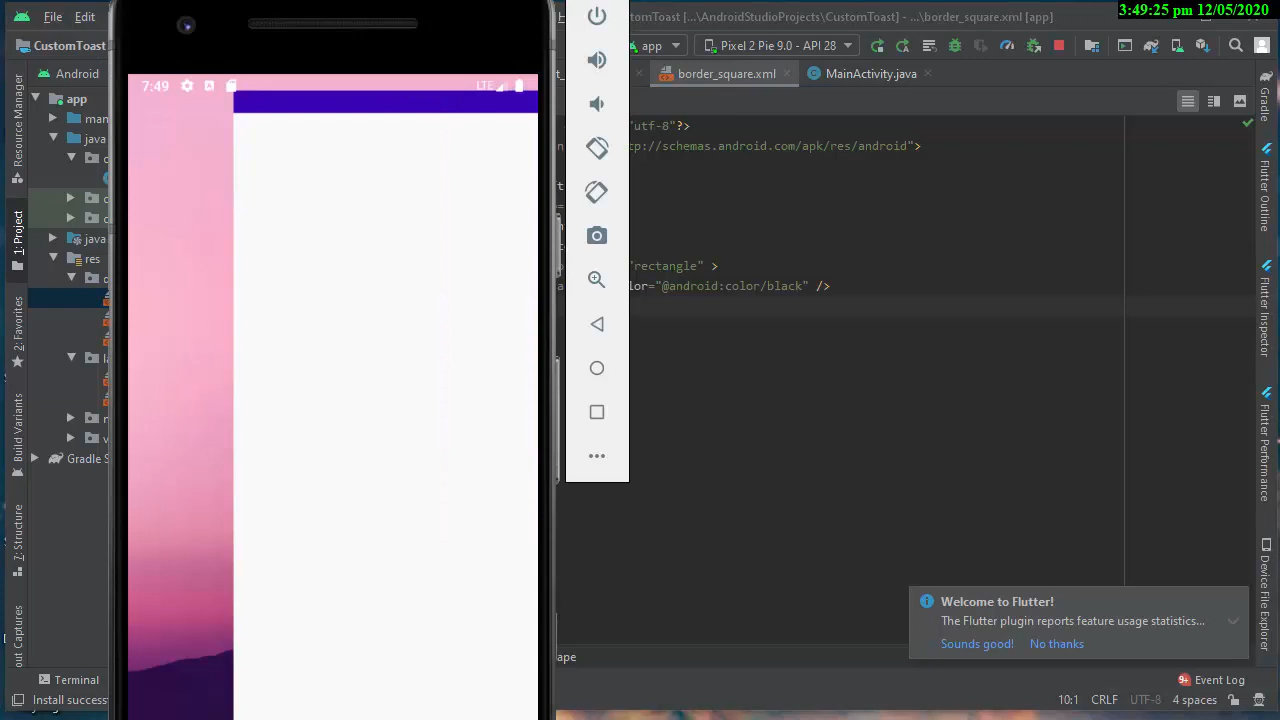 3:49:25 pm 12/05/2020
File Edi
CustomToast [...\AndroidStudioProjects\CustomToast] - ...\border_square.xml [app]
CustomToast
app
Pixel 2 Pie 9.0 - API 28
Android
border_square.xml
MainActivity.java
7:49
LTE
app
java
res
java
Gradle S
"utf-8"?>
tp://schemas.android.com/apk/res/android">
"rectangle" >
lor="@android:color/black" />
Resource Manager
1: Project
2: Favorites
Build Variants
7: Structure
out Captures
Gradle
Flutter Outline
Flutter Inspector
Flutter Performance
Device File Explorer
Welcome to Flutter!
The Flutter plugin reports feature usage statistics...
Sounds good! No thanks
ape
Terminal
9+ Event Log
Install success
10:1 CRLF UTF-8 4 spaces